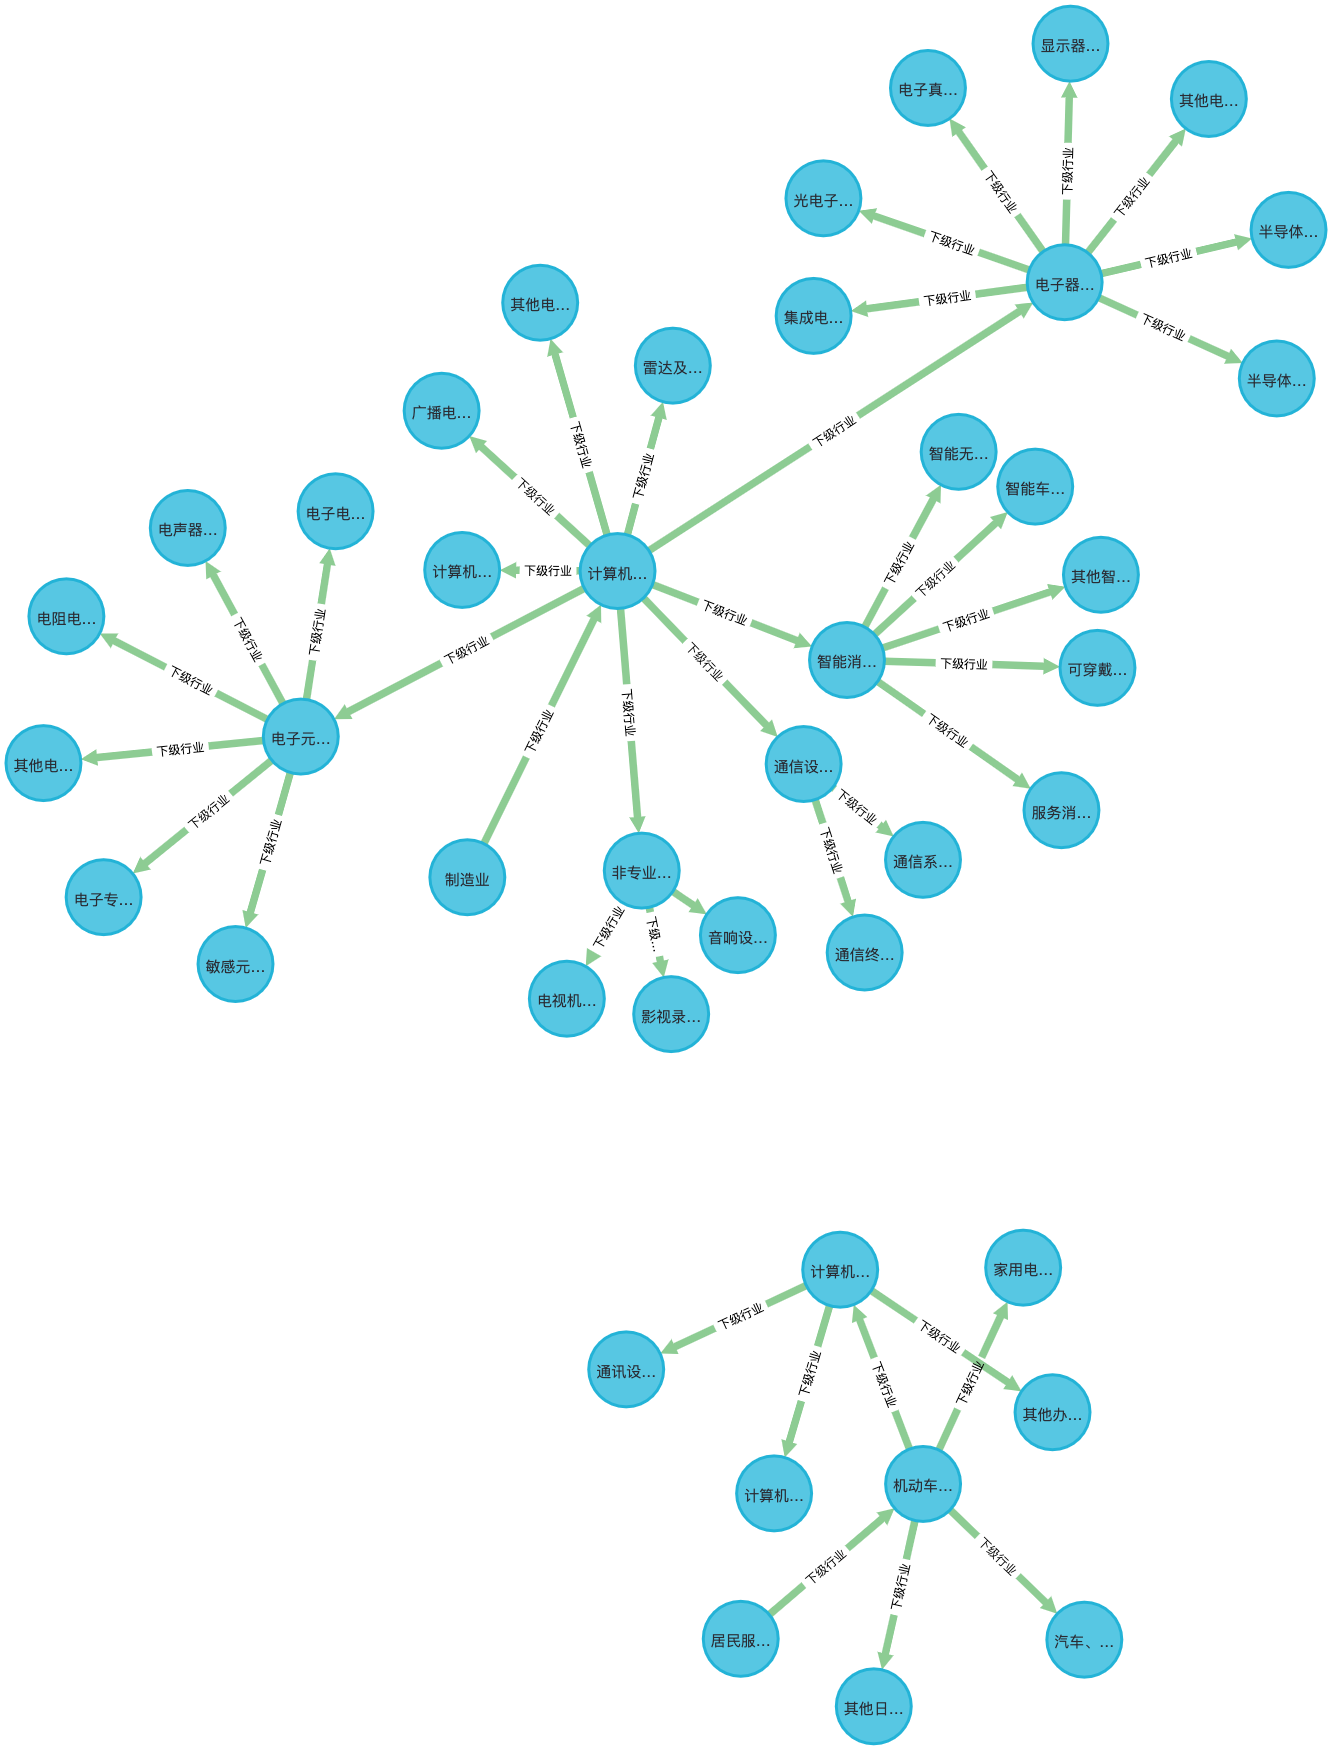 显示器...
电子真...
其他电...
光电子...
半导体...
电子器...
集成电...
半导体...
下级行业
下级行业
下级行业
下级行业
下级行业
下级行业
下级行业
其他电...
雷达及...
广播电...
计算机...
计算机...
下级行业
下级行业
下级行业
下级行业
下级行业
智能无...
智能车...
其他智...
可穿戴...
智能消...
服务消...
下级行业
下级行业
下级行业
下级行业
下级行业
下级行业
电子电...
电声器...
电阻电...
电子元...
其他电...
电子专...
敏感元...
下级行业
下级行业
下级行业
下级行业
下级行业
下级行业
下级行业
制造业
下级行业
下级行业
下级行业
通信设...
通信系...
通信终...
下级行业
下级行业
非专业...
音响设...
电视机...
影视录...
下级行业
下级...
计算机...
家用电...
通讯设...
其他办...
计算机...
机动车...
下级行业
下级行业
下级行业
下级行业
下级行业
居民服...
汽车、...
其他日...
下级行业
下级行业
下级行业